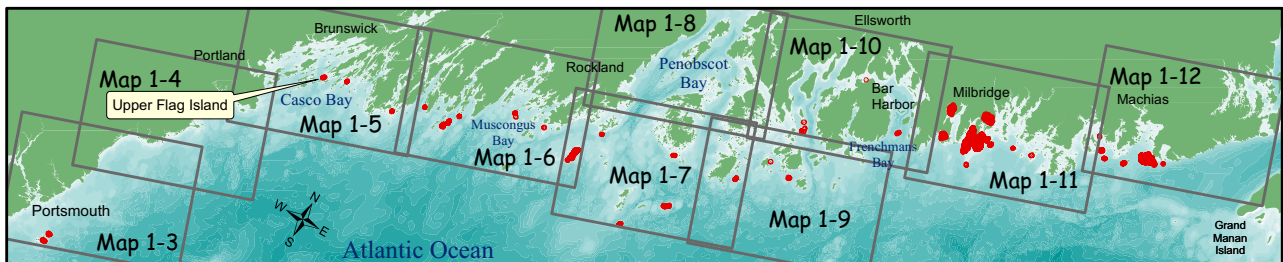 Map 1-8
Ellsworth
Brunswick
Map 1-10
Portland
Map 1-4
Rockland
Penobscot
Bay
Map 1-12
Upper Flag Island
Casco Bay
Bar
Harbor
Milbridge
Machias
Map 1-5
Muscongus
Bay
Map 1-6
Frenchmans
Bay
Map 1-7
Map 1-11
Portsmouth
N
W
E
S
Map 1-9
Map 1-3
Atlantic Ocean
Grand
Manan
Island